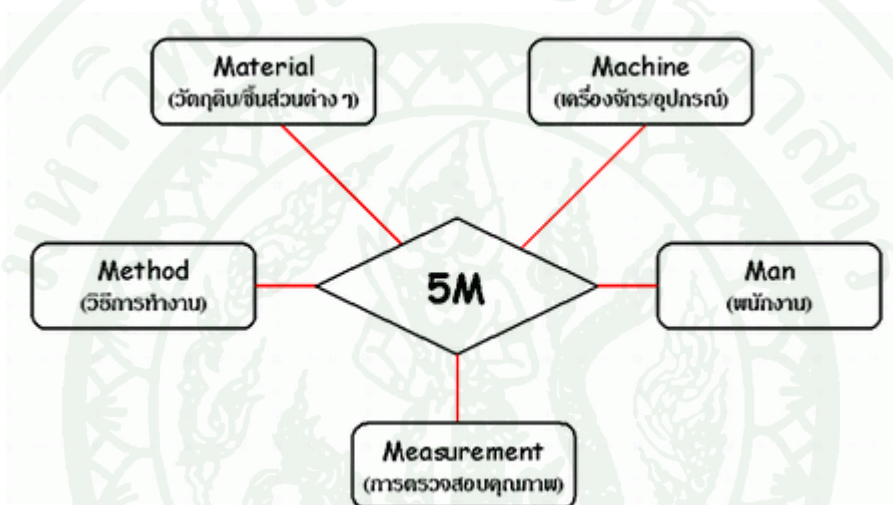 Material
(วัตถุดิบ/ชิ้นส่วนต่าง ๆ)
Machine
(เครื่องจักร/อุปกรณ์)
Method
(วิธีการทำงาน)
5M
Man
(พนักงาน)
Measurement
(การตรวจสอบคุณภาพ)